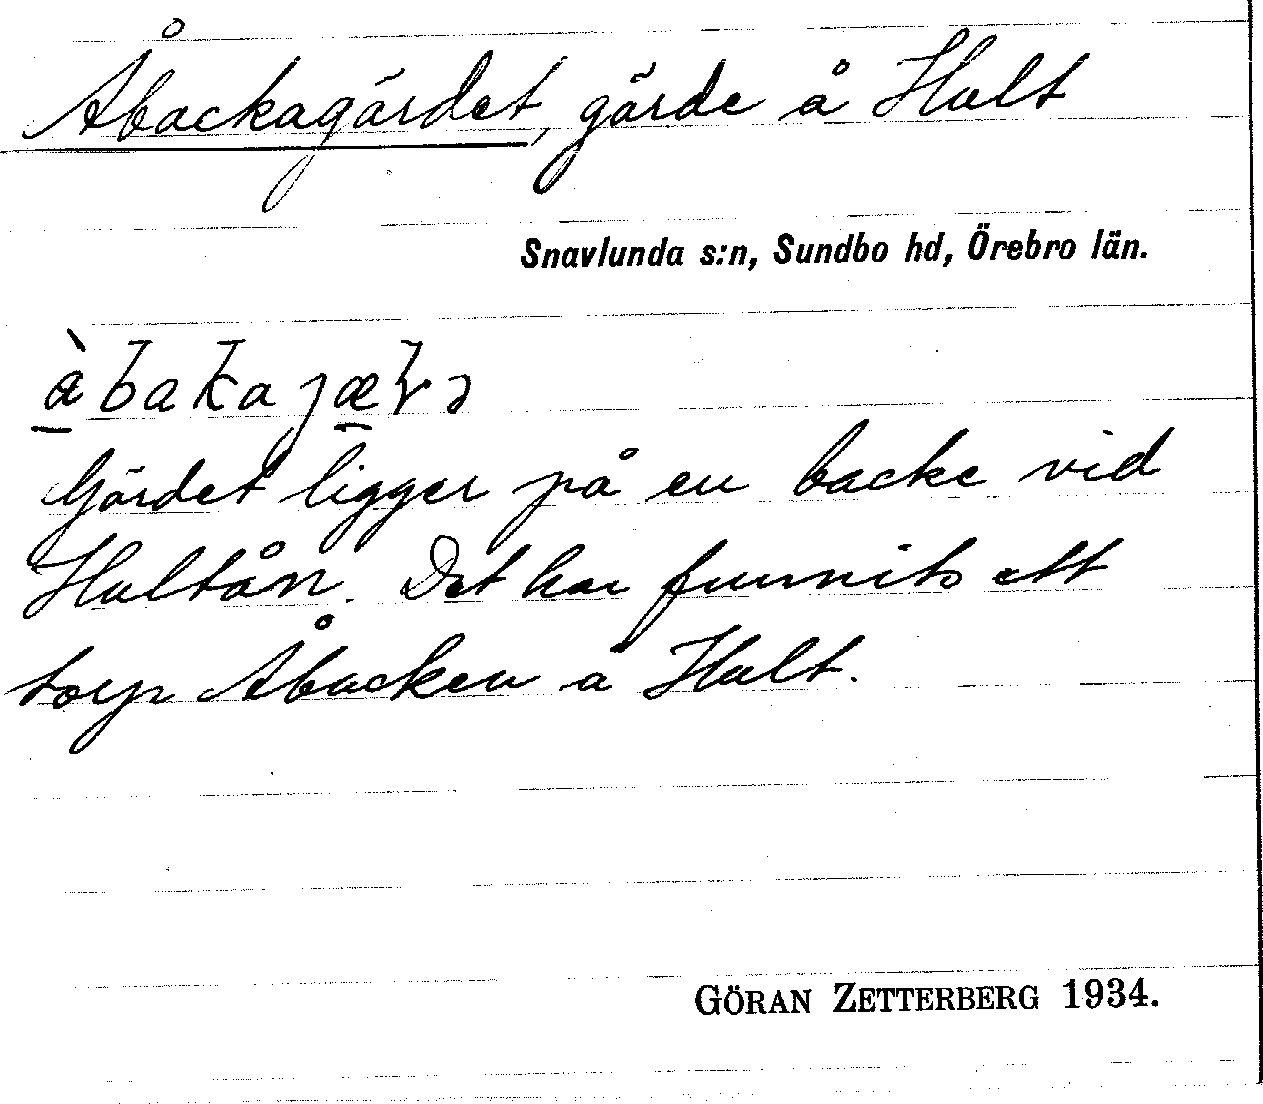 Åbackagärdet, gärde å Hult
Snavlunda s:n, Sundbo hd, Örebro län.
Gärdet ligger på en backe vid
Hultån. Det har funnits ett
torp Åbacken å Hult.
GÖRAN ZETTERBERG 1934.